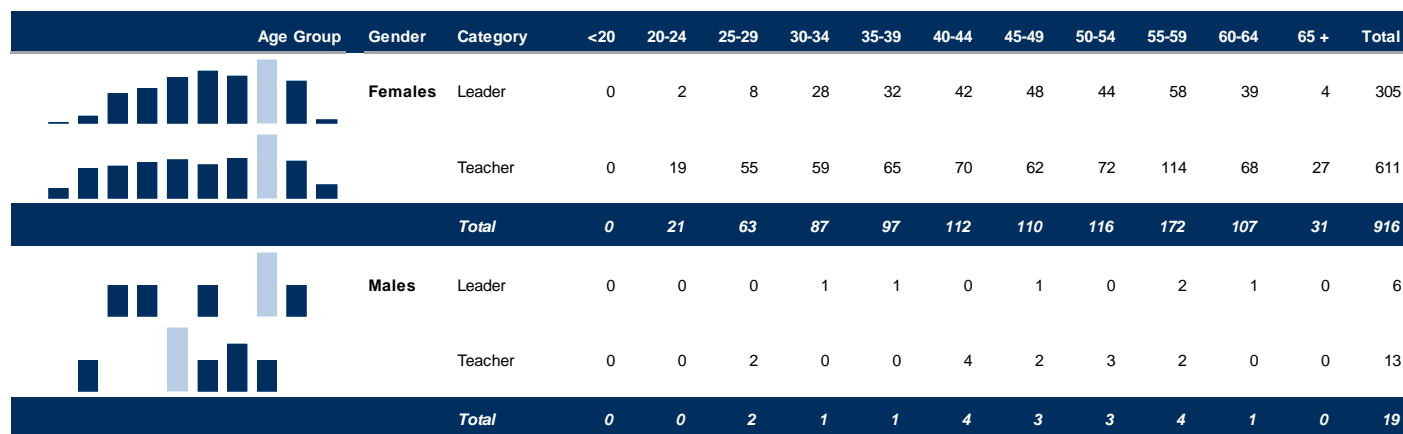 Age Group Gender Category <20 20-24 25-29 30-34 35-39 40-44 45-49 50-54 55-59 60-64 65 + Total
Females Leader 0 2 8 28 32 42 48 44 58 39 4 305
Teacher 0 19 55 59 65 70 62 72 114 68 27 611
Total 0 21 63 87 97 112 110 116 172 107 31 916
Males Leader 0 0 0 1 1 0 1 0 2 1 0 6
Teacher 0 0 2 0 0 4 2 3 2 0 0 13
Total 0 0 2 1 1 4 3 3 4 1 0 19